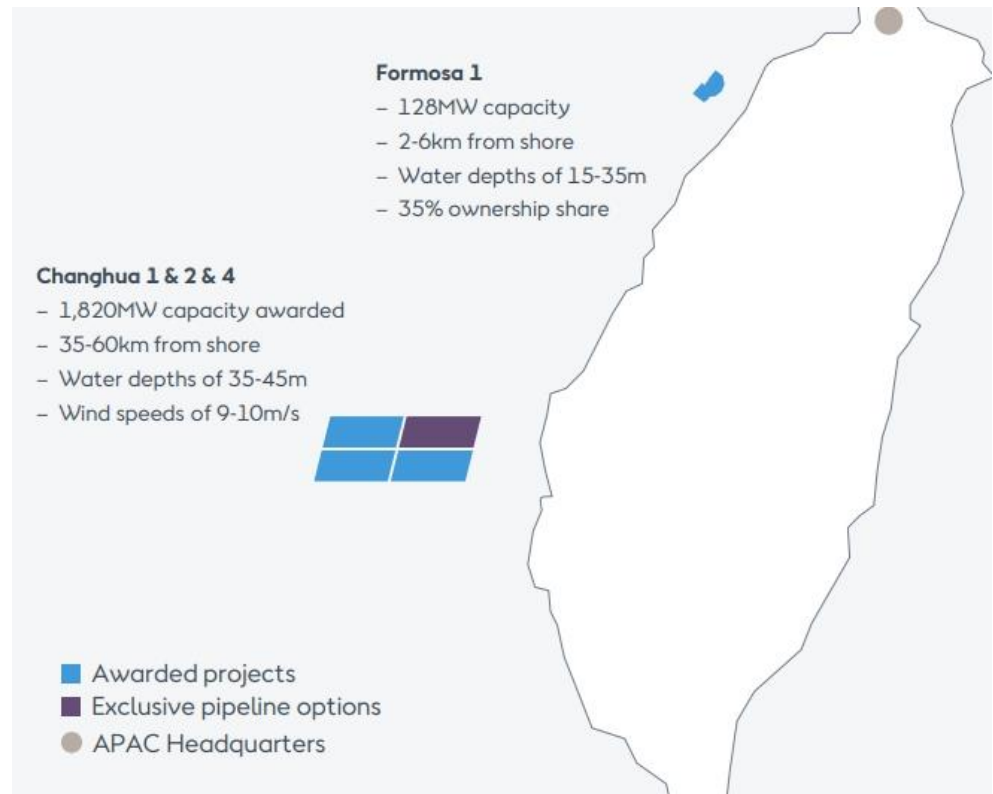 Formosa 1
– 128MW capacity
– 2-6km from shore
– Water depths of 15-35m
– 35% ownership share
Changhua 1 & 2 & 4
– 1,820MW capacity awarded
– 35-60km from shore
– Water depths of 35-45m
– Wind speeds of 9-10m/s
Awarded projects
Exclusive pipeline options
APAC Headquarters